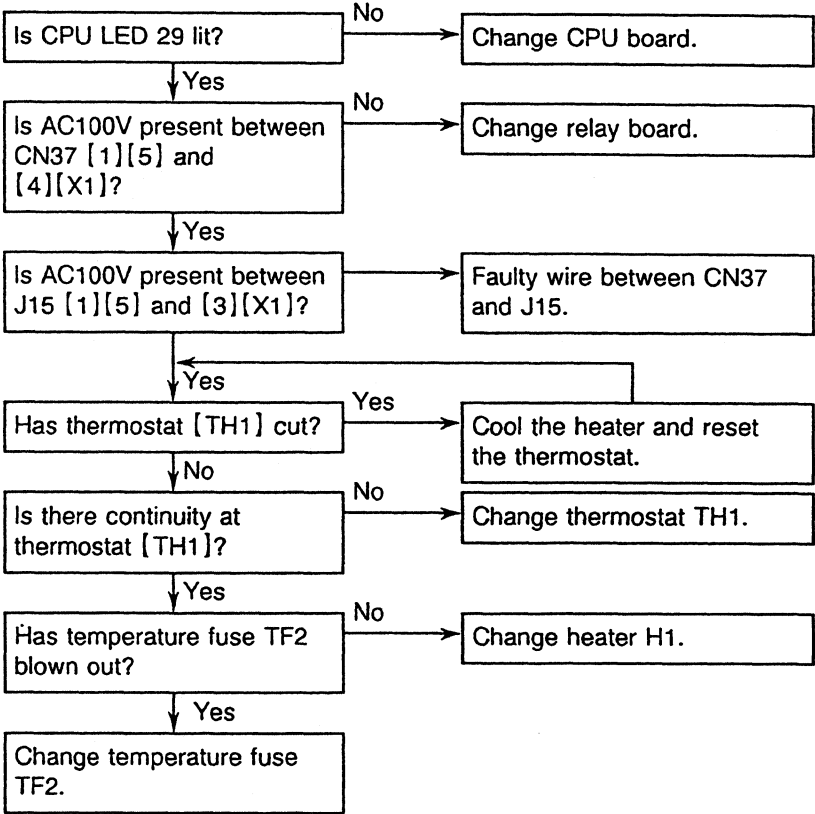 Is CPU LED 29 lit?
No
Change CPU board.
Yes
Is AC100V present between
CN37 [1][5] and
[4][X1]?
No
Change relay board.
Yes
Is AC100V present between
J15 [1][5] and [3][X1]?
Faulty wire between CN37
and J15.
Yes
Has thermostat [TH1] cut?
Yes
Cool the heater and reset
the thermostat.
No
Is there continuity at
thermostat [TH1]?
No
Change thermostat TH1.
Yes
Has temperature fuse TF2
blown out?
No
Change heater H1.
Yes
Change temperature fuse
TF2.